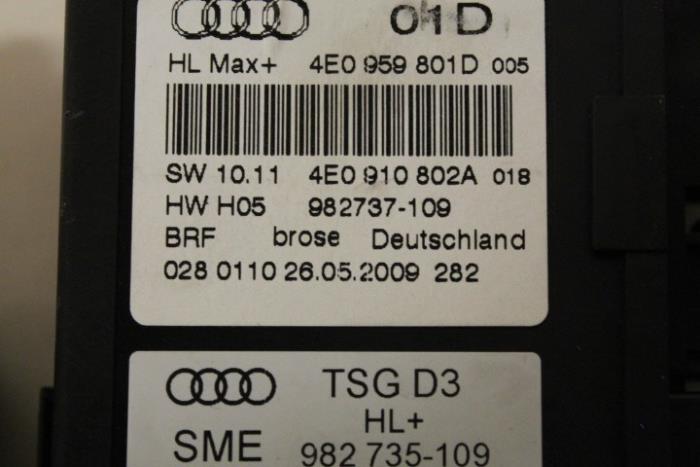 01D
HL Max+ 4E0 959 801D 005
SW 10.11 4E0 910 802A 018
HW H05 982737-109
BRF brose Deutschland
028 0110 26.05.2009 282
TSG D3
HL+
SME 982 735-109